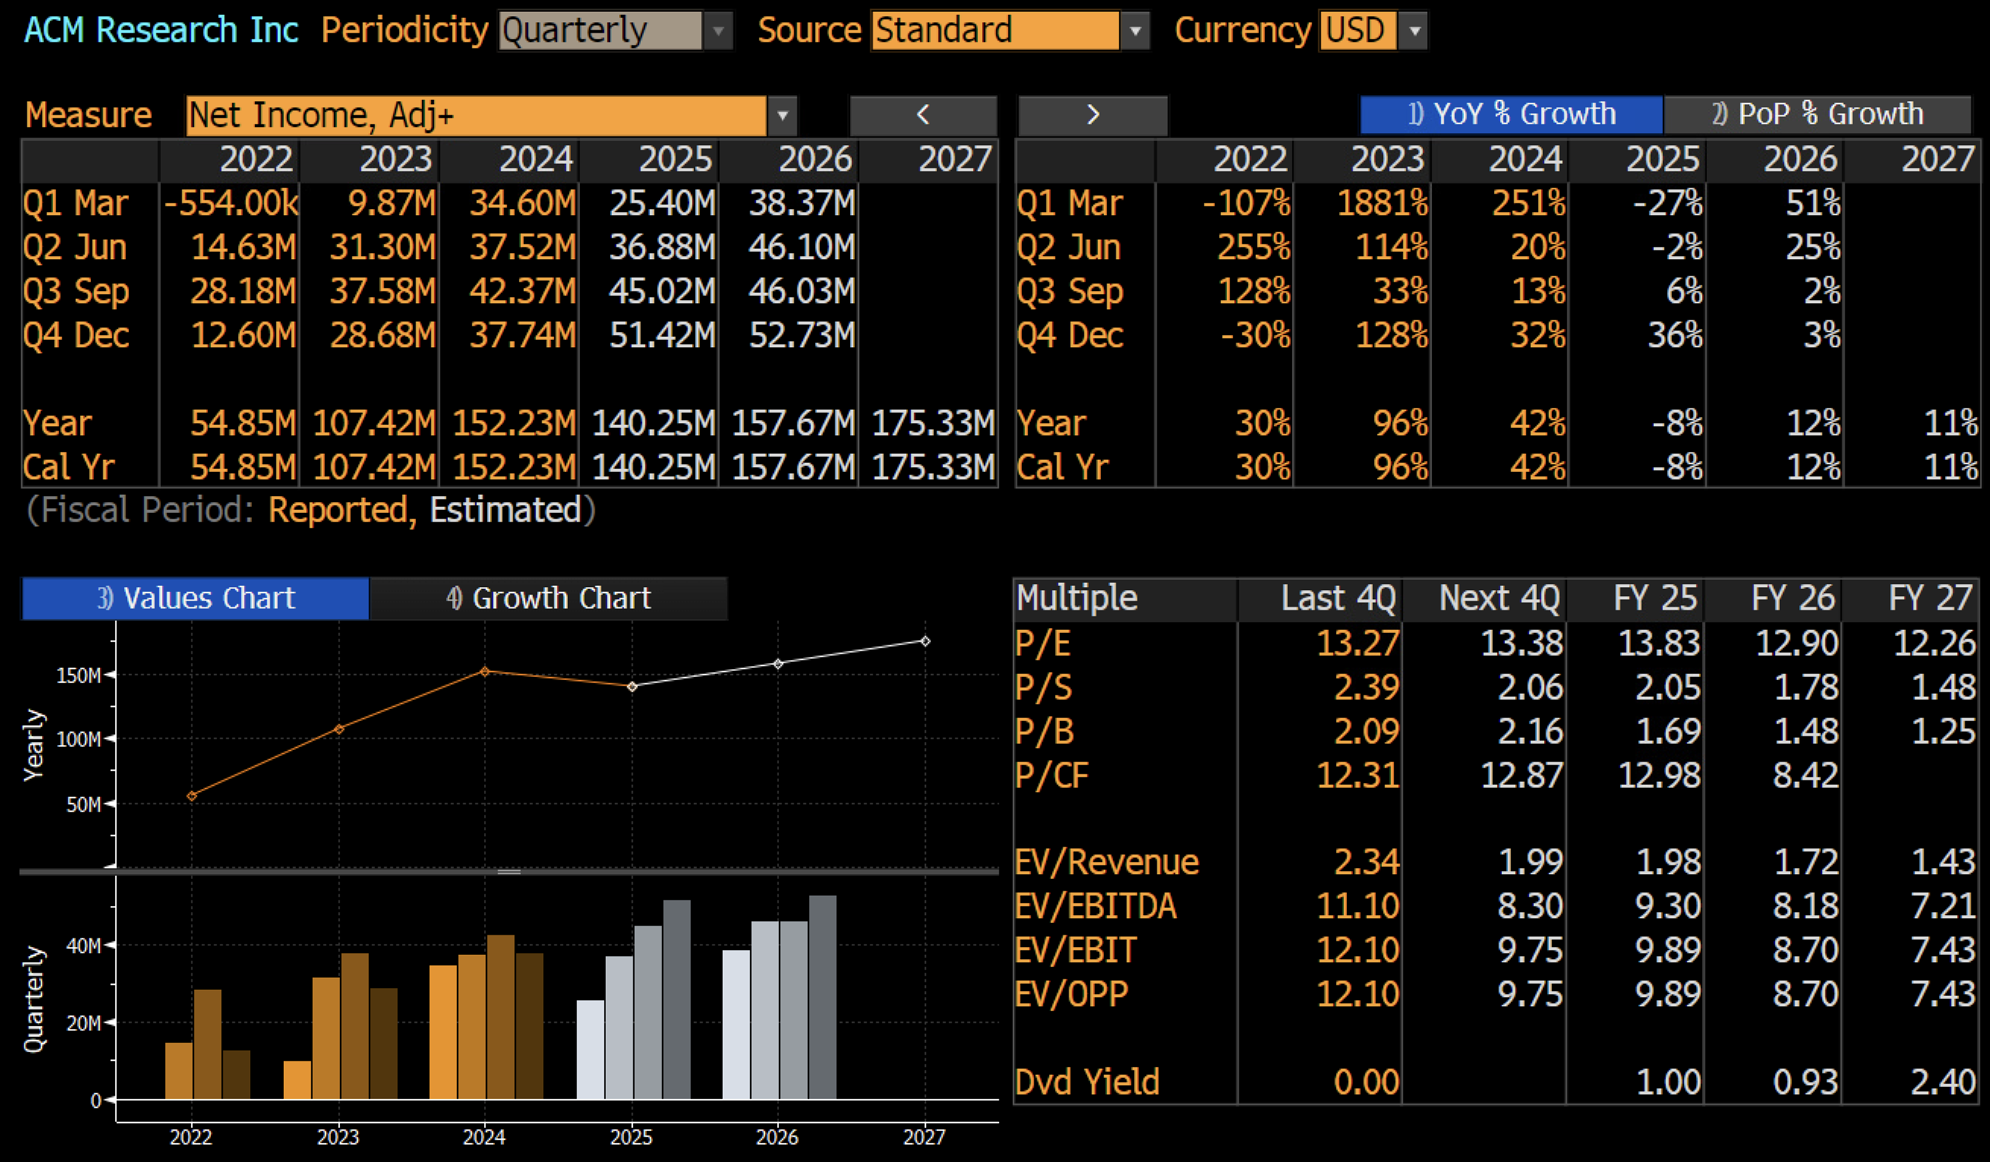 ACM Research Inc Periodicity Quarterly Source Standard Currency USD
Measure Net Income, Adj+ < > 1) YoY % Growth 2) PoP % Growth
2022 2023 2024 2025 2026 2027
Q1 Mar -554.00k 9.87M 34.60M 25.40M 38.37M
Q2 Jun 14.63M 31.30M 37.52M 36.88M 46.10M
Q3 Sep 28.18M 37.58M 42.37M 45.02M 46.03M
Q4 Dec 12.60M 28.68M 37.74M 51.42M 52.73M
Year 54.85M 107.42M 152.23M 140.25M 157.67M 175.33M
Cal Yr 54.85M 107.42M 152.23M 140.25M 157.67M 175.33M
(Fiscal Period: Reported, Estimated)
2022 2023 2024 2025 2026 2027
Q1 Mar -107% 1881% 251% -27% 51%
Q2 Jun 255% 114% 20% -2% 25%
Q3 Sep 128% 33% 13% 6% 2%
Q4 Dec -30% 128% 32% 36% 3%
Year 30% 96% 42% -8% 12% 11%
Cal Yr 30% 96% 42% -8% 12% 11%
3) Values Chart 4) Growth Chart
Yearly
150M
100M
50M
Quarterly
40M
20M
0
2022 2023 2024 2025 2026 2027
Multiple Last 4Q Next 4Q FY 25 FY 26 FY 27
P/E 13.27 13.38 13.83 12.90 12.26
P/S 2.39 2.06 2.05 1.78 1.48
P/B 2.09 2.16 1.69 1.48 1.25
P/CF 12.31 12.87 12.98 8.42
EV/Revenue 2.34 1.99 1.98 1.72 1.43
EV/EBITDA 11.10 8.30 9.30 8.18 7.21
EV/EBIT 12.10 9.75 9.89 8.70 7.43
EV/OPP 12.10 9.75 9.89 8.70 7.43
Dvd Yield 0.00 1.00 0.93 2.40